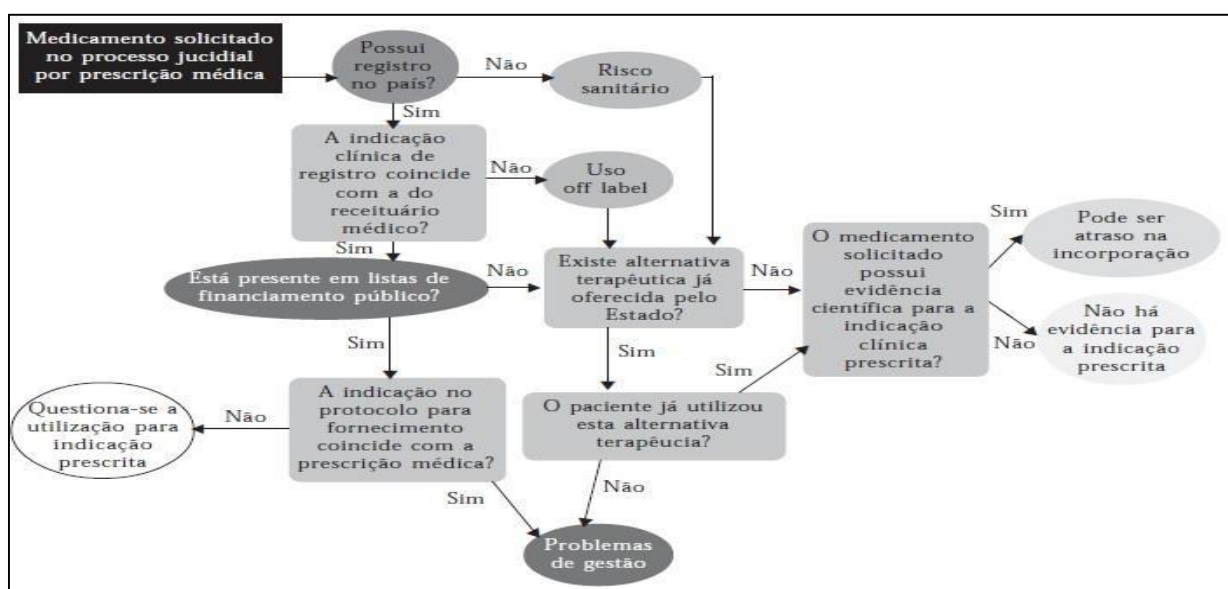 Medicamento solicitado
no processo jucidial
por prescrição médica
Possui
registro
no país?
Não
Risco
sanitário
Sim
A indicação
clínica de
registro coincide
com a do
receituário
médico?
Não
Uso
off label
Sim
Está presente em listas de
financiamento público?
Não
Existe alternativa
terapêutica já
oferecida pelo
Estado?
Não
O medicamento
solicitado
possui
evidência
científica para a
indicação
clínica
prescrita?
Sim
Pode ser
atraso na
incorporação
Não
Não há
evidência para
a indicação
prescrita
Sim
Sim
Sim
A indicação no
protocolo para
fornecimento
coincide com a
prescrição médica?
Não
Questiona-se a
utilização para
indicação
prescrita
O paciente já utilizou
esta alternativa
terapêucia?
Sim
Não
Problemas
de gestão